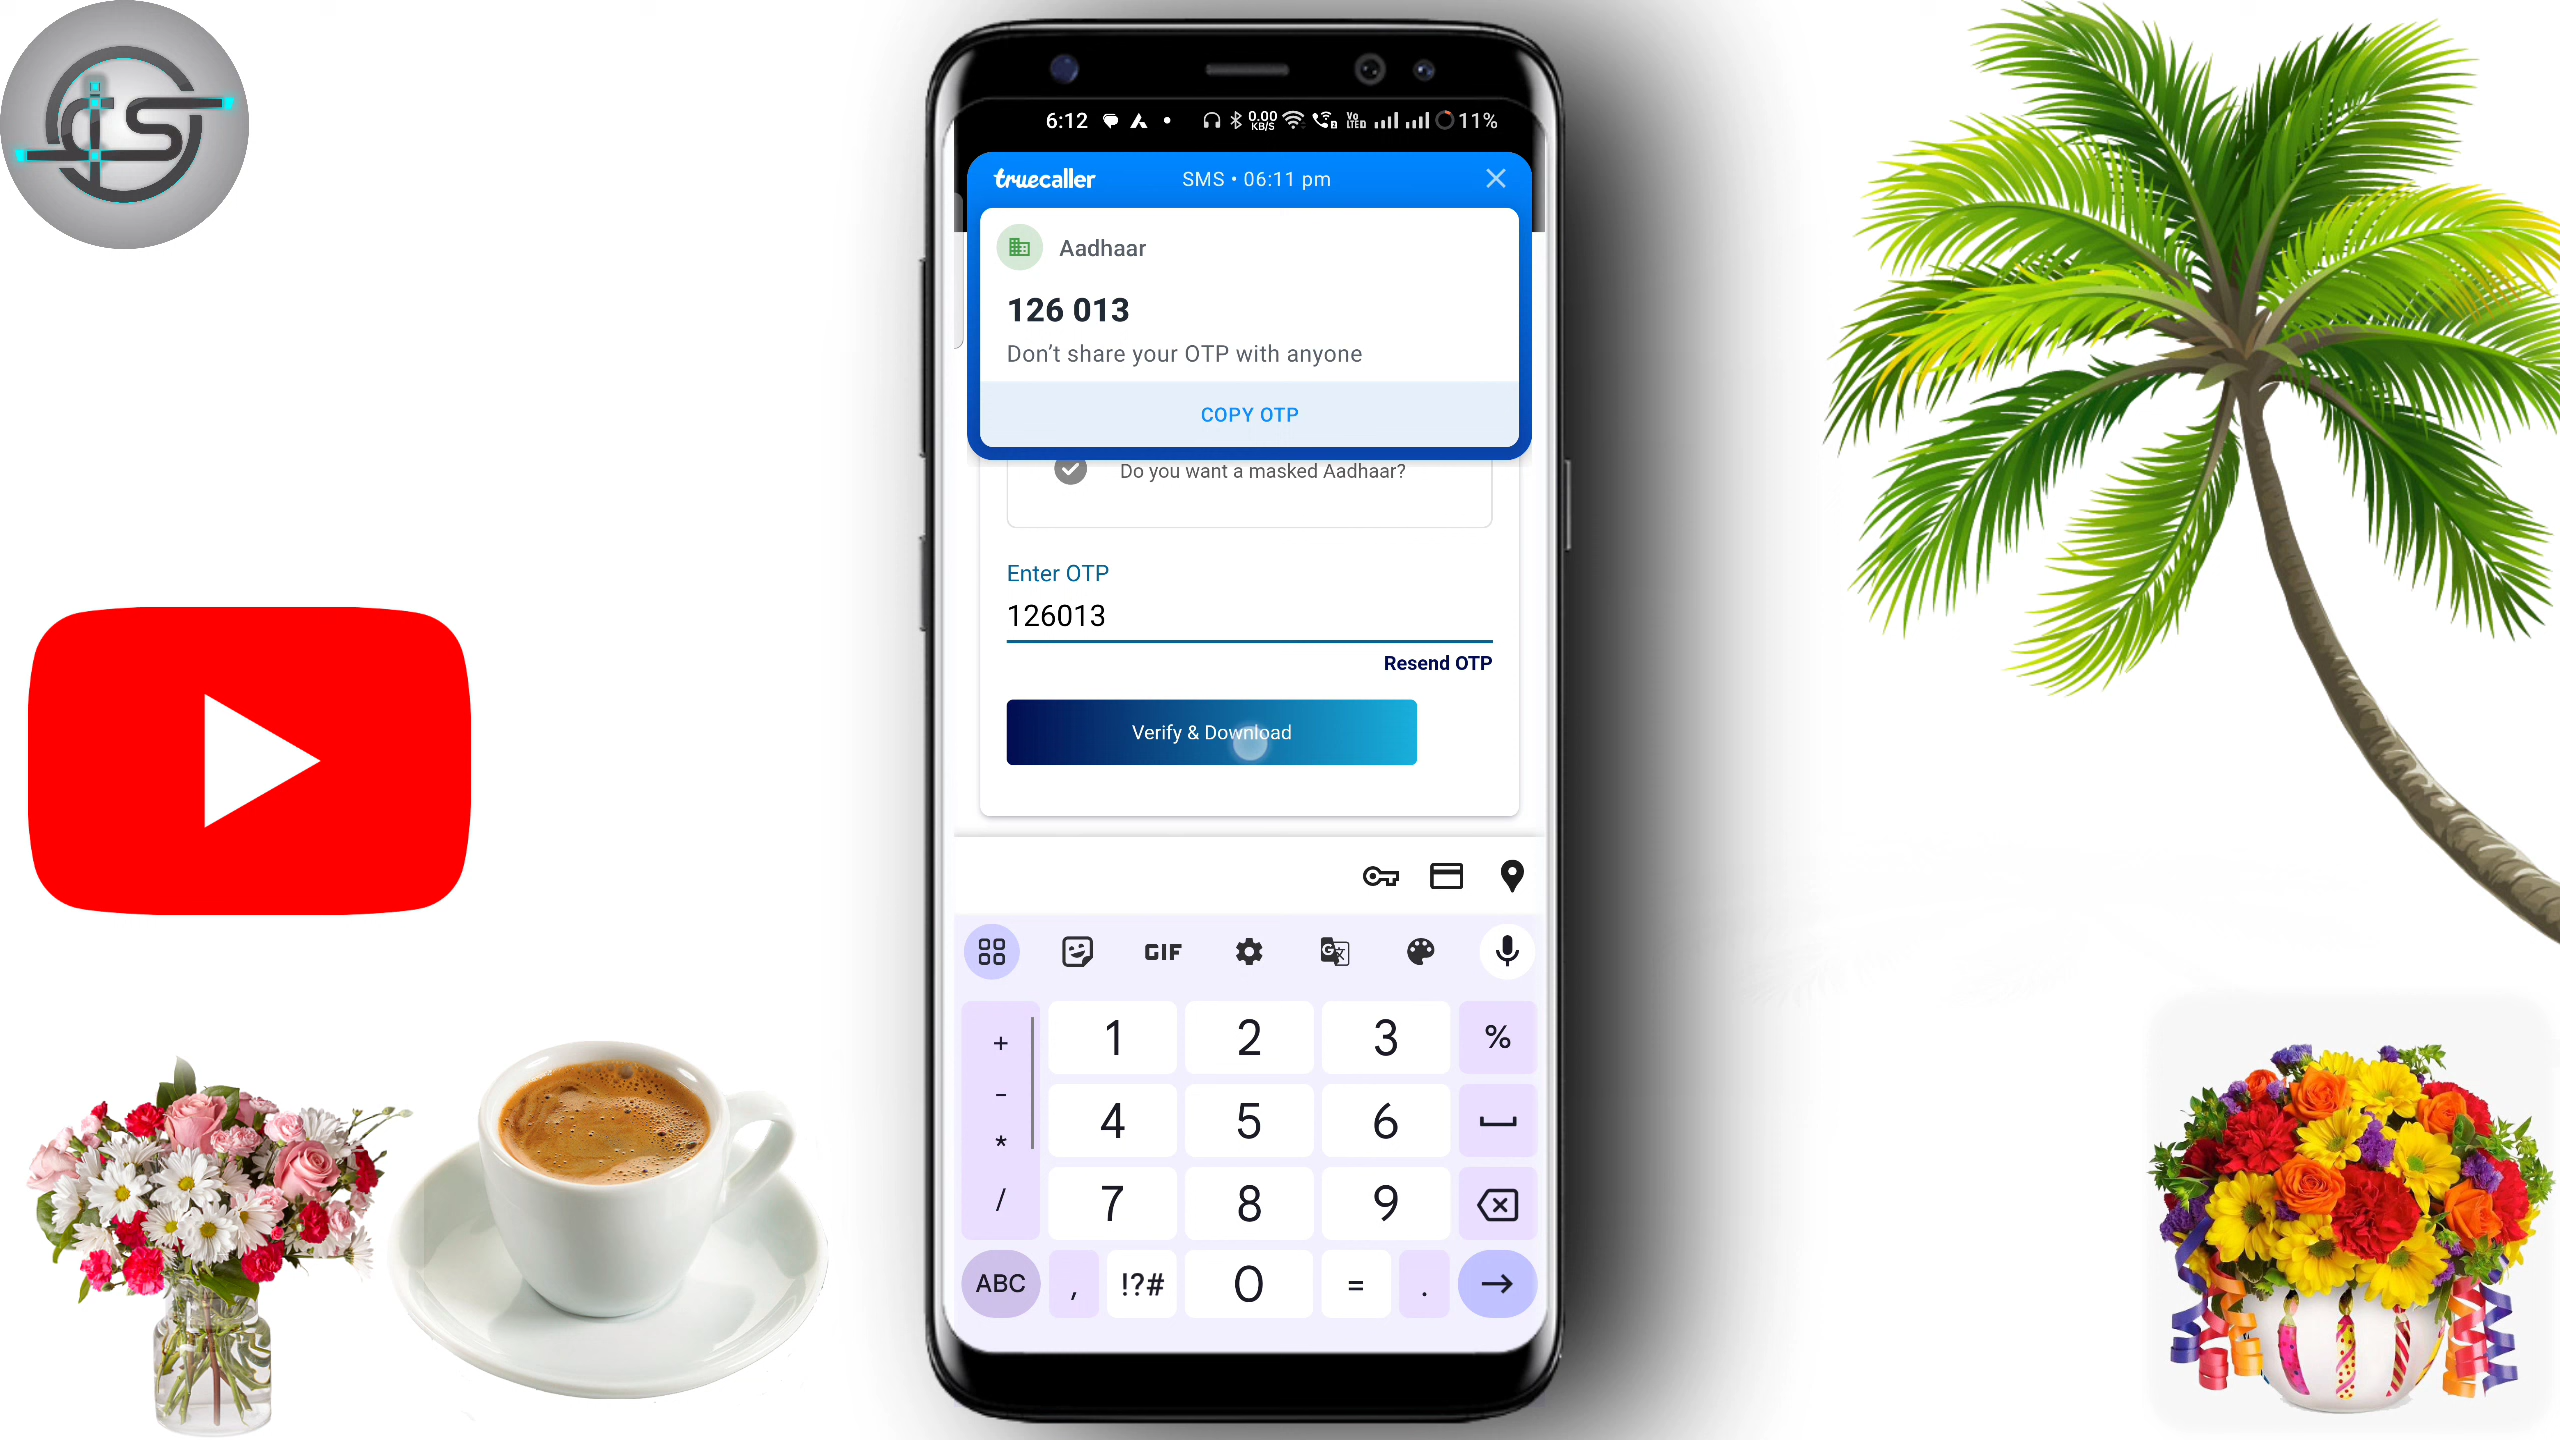 6:12
0.00
KB/S
Vo
LTE
11%
truecaller
SMS • 06:11 pm
Aadhaar
126 013
Don't share your OTP with anyone
COPY OTP
Do you want a masked Aadhaar?
Enter OTP
126013
Resend OTP
Verify & Download
GIF
+ 1 2 3 %
- 4 5 6
*
/ 7 8 9
ABC , !?# 0 = .